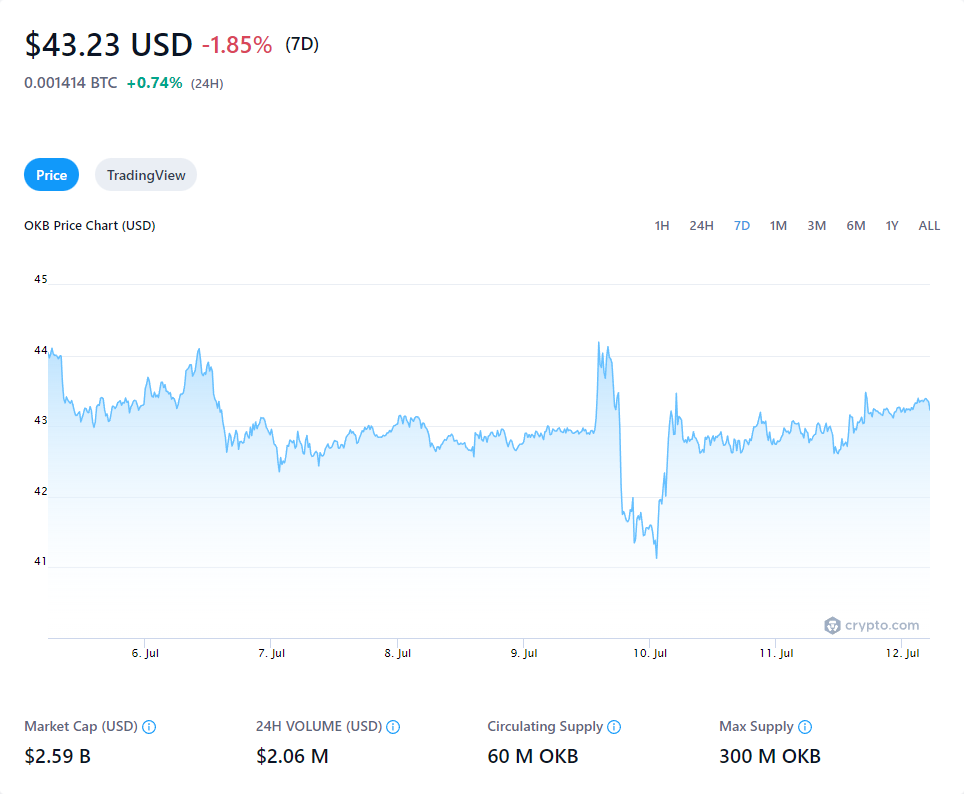 $43.23 USD -1.85% (7D)
0.001414 BTC +0.74% (24H)
Price TradingView
OKB Price Chart (USD) 1H 24H 7D 1M 3M 6M 1Y ALL
45
44
43
42
41
crypto.com
6. Jul 7. Jul 8. Jul 9. Jul 10. Jul 11. Jul 12. Jul
Market Cap (USD) 24H VOLUME (USD) Circulating Supply Max Supply
$2.59 B $2.06 M 60 M OKB 300 M OKB